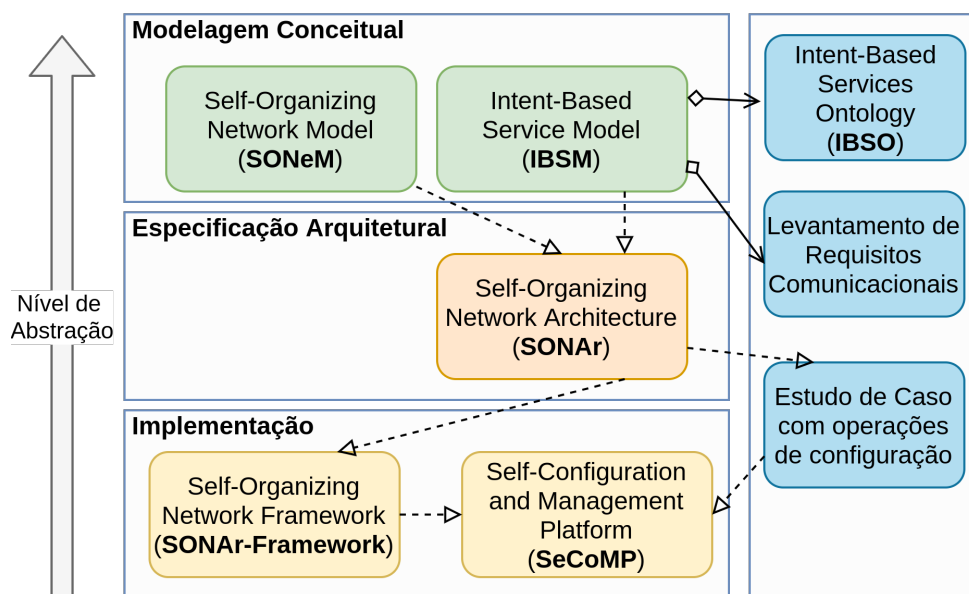 Modelagem Conceitual
Self-Organizing
Network Model
(SONeM)
Intent-Based
Service Model
(IBSM)
Intent-Based
Services
Ontology
(IBSO)
Levantamento de
Requisitos
Comunicacionais
Especificação Arquitetural
Self-Organizing
Network Architecture
(SONAr)
Nível de
Abstração
Estudo de Caso
com operações
de configuração
Implementação
Self-Organizing
Network Framework
(SONAr-Framework)
Self-Configuration
and Management
Platform
(SeCoMP)